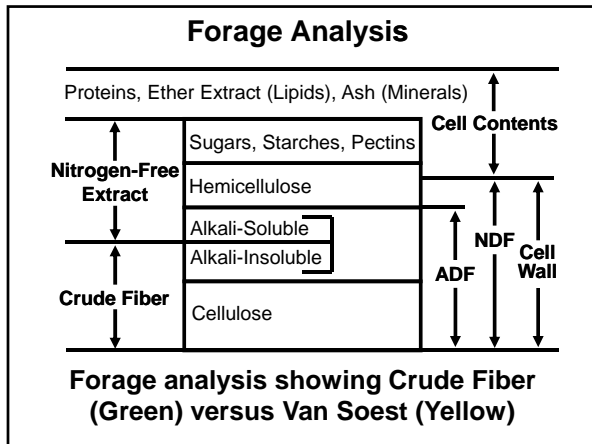 Forage Analysis
Proteins, Ether Extract (Lipids), Ash (Minerals)
Cell Contents
Sugars, Starches, Pectins
Nitrogen-Free
Extract
Hemicellulose
Alkali-Soluble
Alkali-Insoluble
NDF
Cell
Wall
ADF
Crude Fiber
Cellulose
Forage analysis showing Crude Fiber
(Green) versus Van Soest (Yellow)